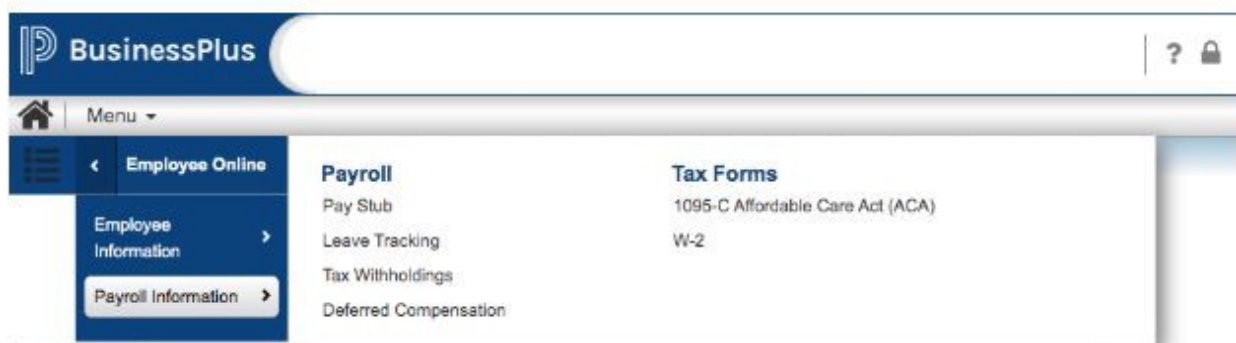 BusinessPlus
?
Menu
Employee Online
Employee
Information
Payroll Information
Payroll
Pay Stub
Leave Tracking
Tax Withholdings
Deferred Compensation
Tax Forms
1095-C Affordable Care Act (ACA)
W-2